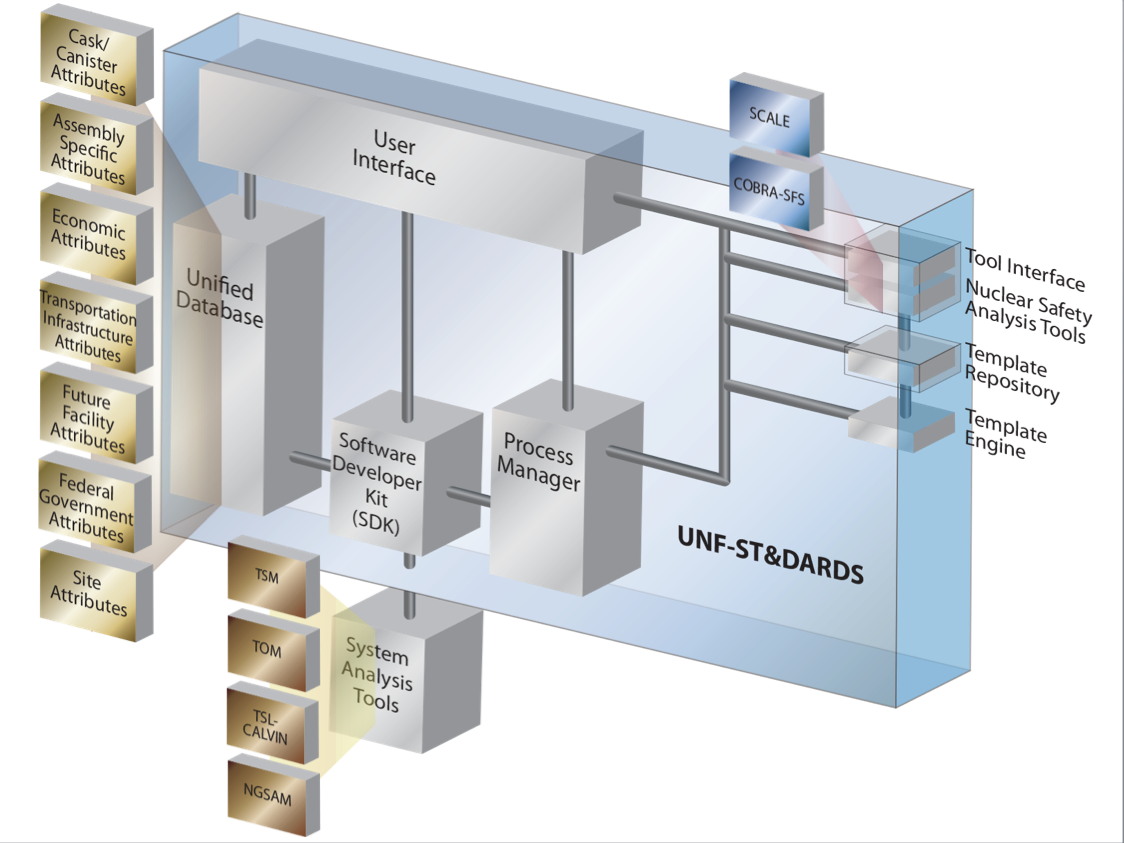 Cask/
Canister
Attributes
Assembly
Specific
Attributes
Economic
Attributes
Transportation
Infrastructure
Attributes
Future
Facility
Attributes
Federal
Government
Attributes
Site
Attributes
User
Interface
Unified
Database
Software
Developer
Kit
(SDK)
Process
Manager
SCALE
COBRA-SFS
Tool Interface
Nuclear Safety
Analysis Tools
Template
Repository
Template
Engine
UNF-ST&DARDS
TSM
TOM
TSL-
CALVIN
NGSAM
System
Analysis
Tools